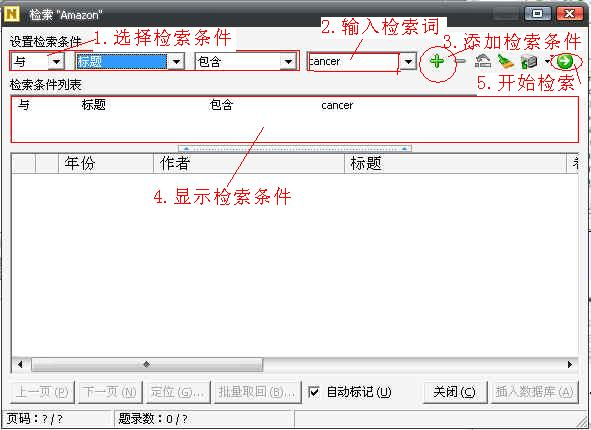 检索 "Amazon"
2.输入检索词
设置检索条件
1.选择检索条件
3.添加检索条件
与 标题 包含 cancer
5.开始检索
检索条件列表
与 标题 包含 cancer
年份 作者 标题
4.显示检索条件
上一页 (P) 下一页 (N) 定位 (G)... 批量取回 (B)... 自动标记 (U) 关闭 (C) 插入数据库 (A)
页码：? / ? 题录数：0 / ?